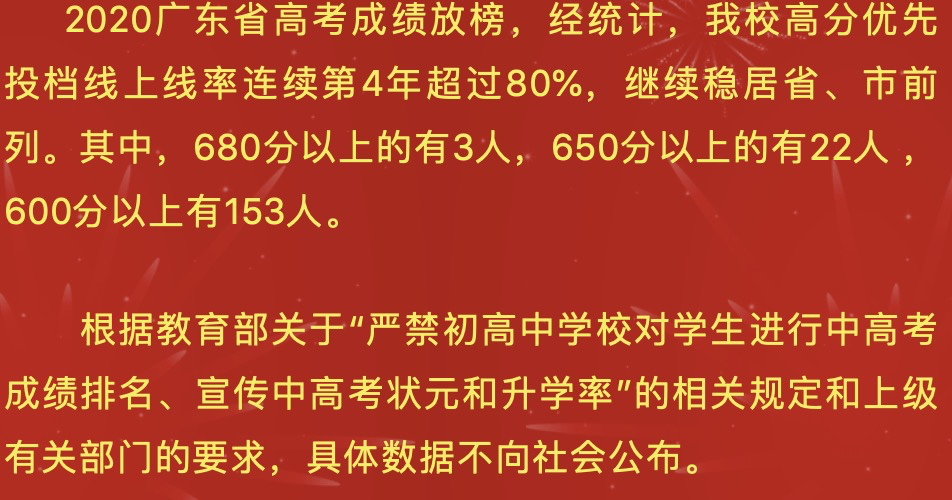 2020广东省高考成绩放榜，经统计，我校高分优先
投档线上线率连续第4年超过80%，继续稳居省、市前
列。其中，680分以上的有3人，650分以上的有22人，
600分以上有153人。
根据教育部关于“严禁初高中学校对学生进行中高考
成绩排名、宣传中高考状元和升学率”的相关规定和上级
有关部门的要求，具体数据不向社会公布。